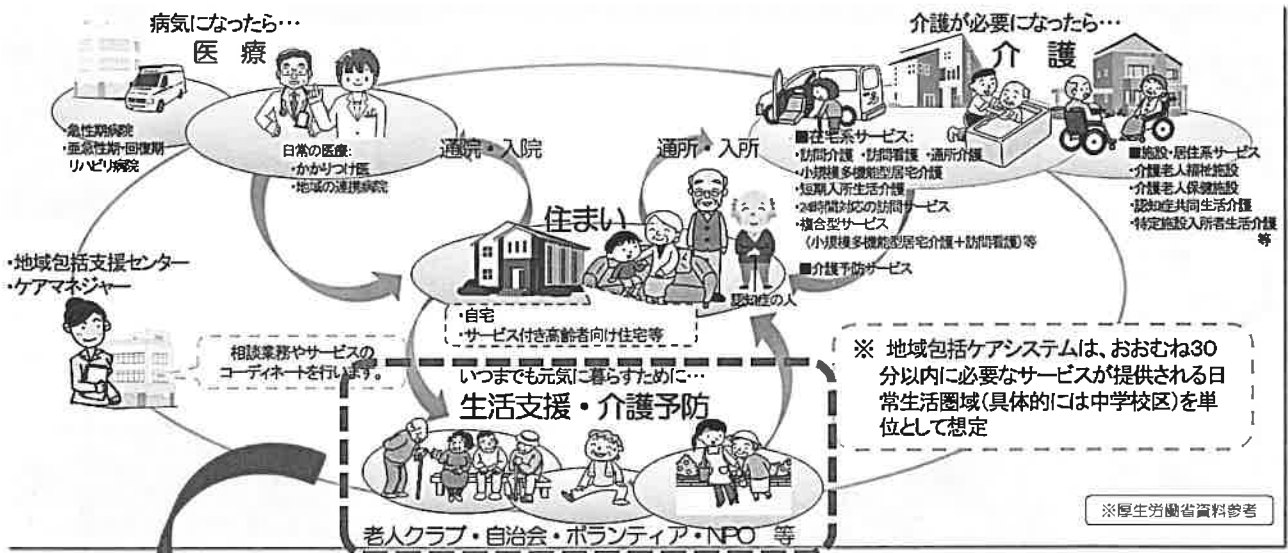 病気になったら…
医 療
・急性期病院
・亜急性期・回復期
リハビリ病院
日常の医療:
・かかりつけ医
・地域の連携病院
通院・入院
通所・入所
介護が必要になったら…
介 護
■在宅系サービス:
・訪問介護 ・訪問看護 ・通所介護
・小規模多機能型居宅介護
・短期入所生活介護
・24時間対応の訪問サービス
・複合型サービス
(小規模多機能型居宅介護+訪問看護)等
■介護予防サービス
■施設・居住系サービス
・介護老人福祉施設
・介護老人保健施設
・認知症共同生活介護
・特定施設入所者生活介護
等
住まい
認知症の人
・自宅
・サービス付き高齢者向け住宅等
・地域包括支援センター
・ケアマネジャー
相談業務やサービスの
コーディネートを行います。
いつまでも元気に暮らすために…
生活支援・介護予防
老人クラブ・自治会・ボランティア・NPO 等
※ 地域包括ケアシステムは、おおむね30
分以内に必要なサービスが提供される日
常生活圏域(具体的には中学校区)を単
位として想定
※厚生労働省資料参考